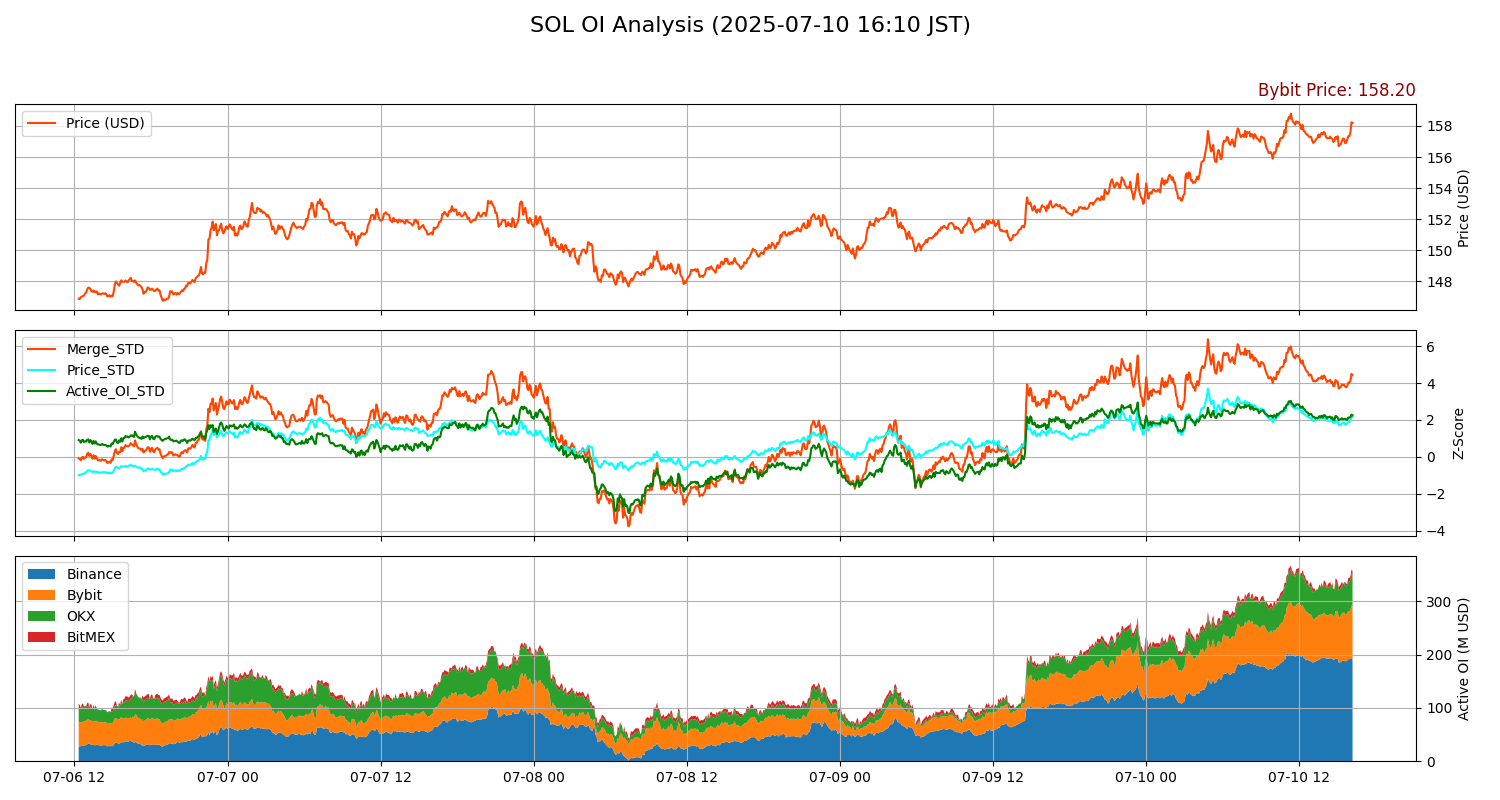 SOL OI Analysis (2025-07-10 16:10 JST)
Bybit Price: 158.20
Price (USD)
158
156
154
152
150
148
Price (USD)
Merge_STD
Price_STD
Active_OI_STD
6
4
2
0
−2
−4
Z-Score
Binance
Bybit
OKX
BitMEX
300
200
100
0
Active OI (M USD)
07-06 12
07-07 00
07-07 12
07-08 00
07-08 12
07-09 00
07-09 12
07-10 00
07-10 12